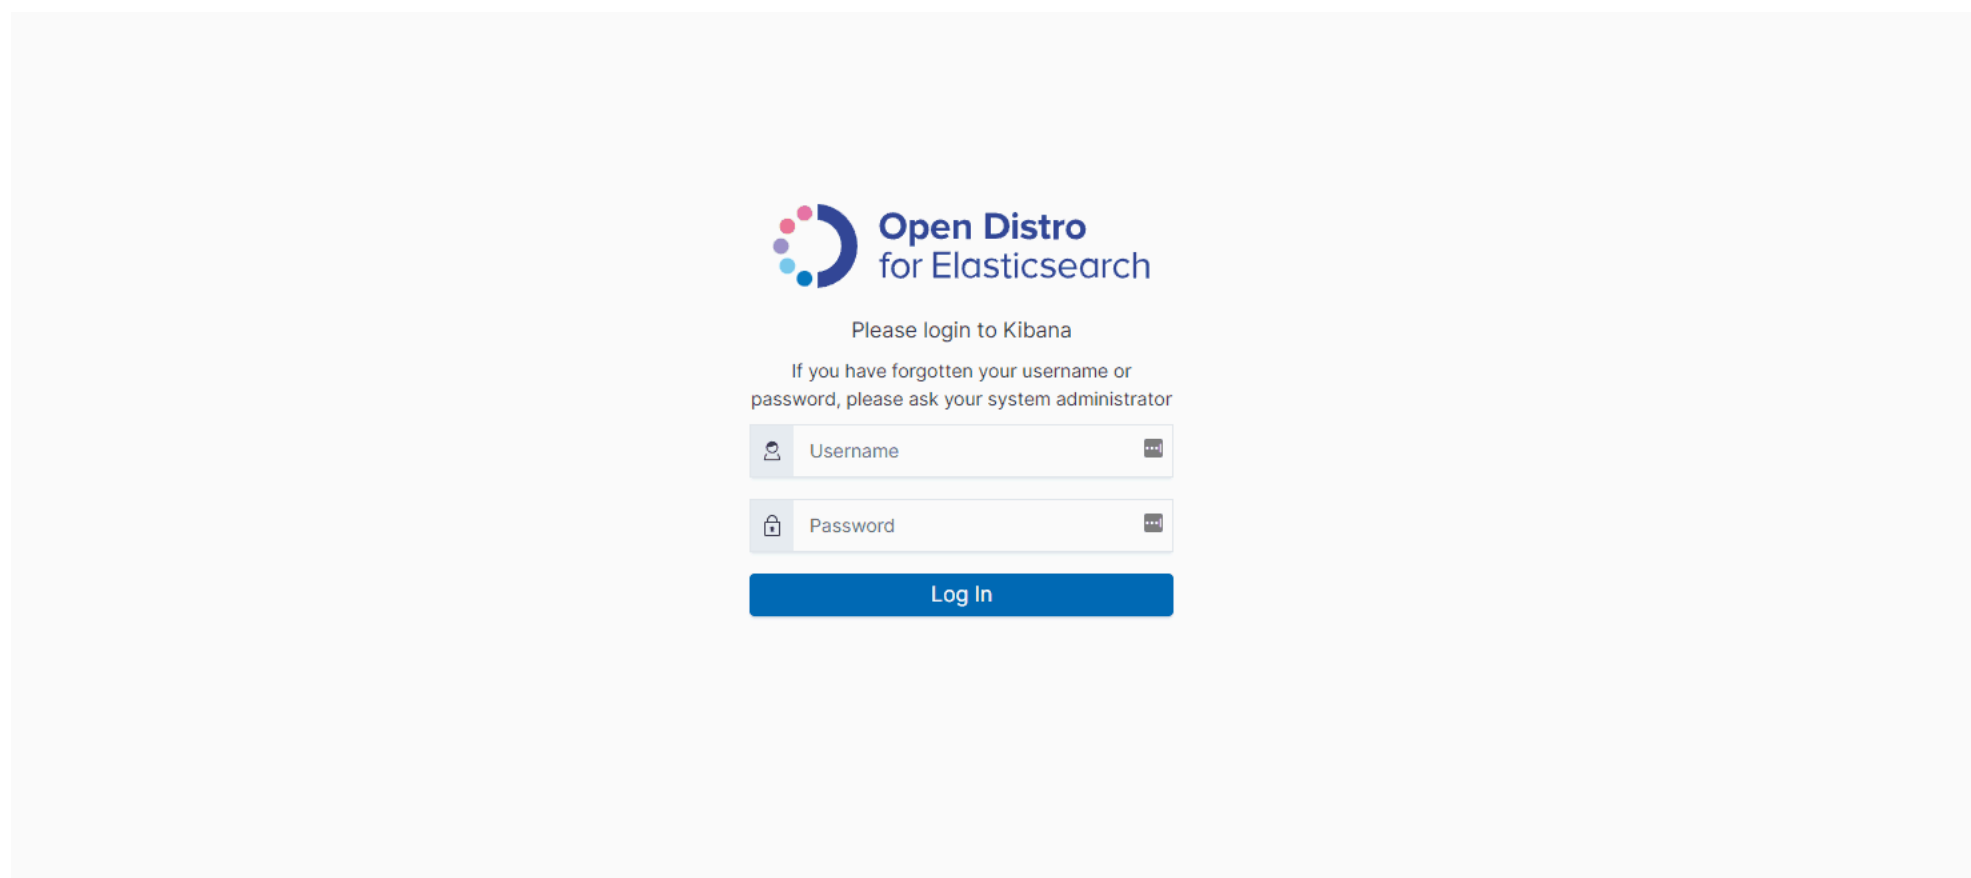 Open Distro
for Elasticsearch
Please login to Kibana
If you have forgotten your username or
password, please ask your system administrator
Username
Password
Log In